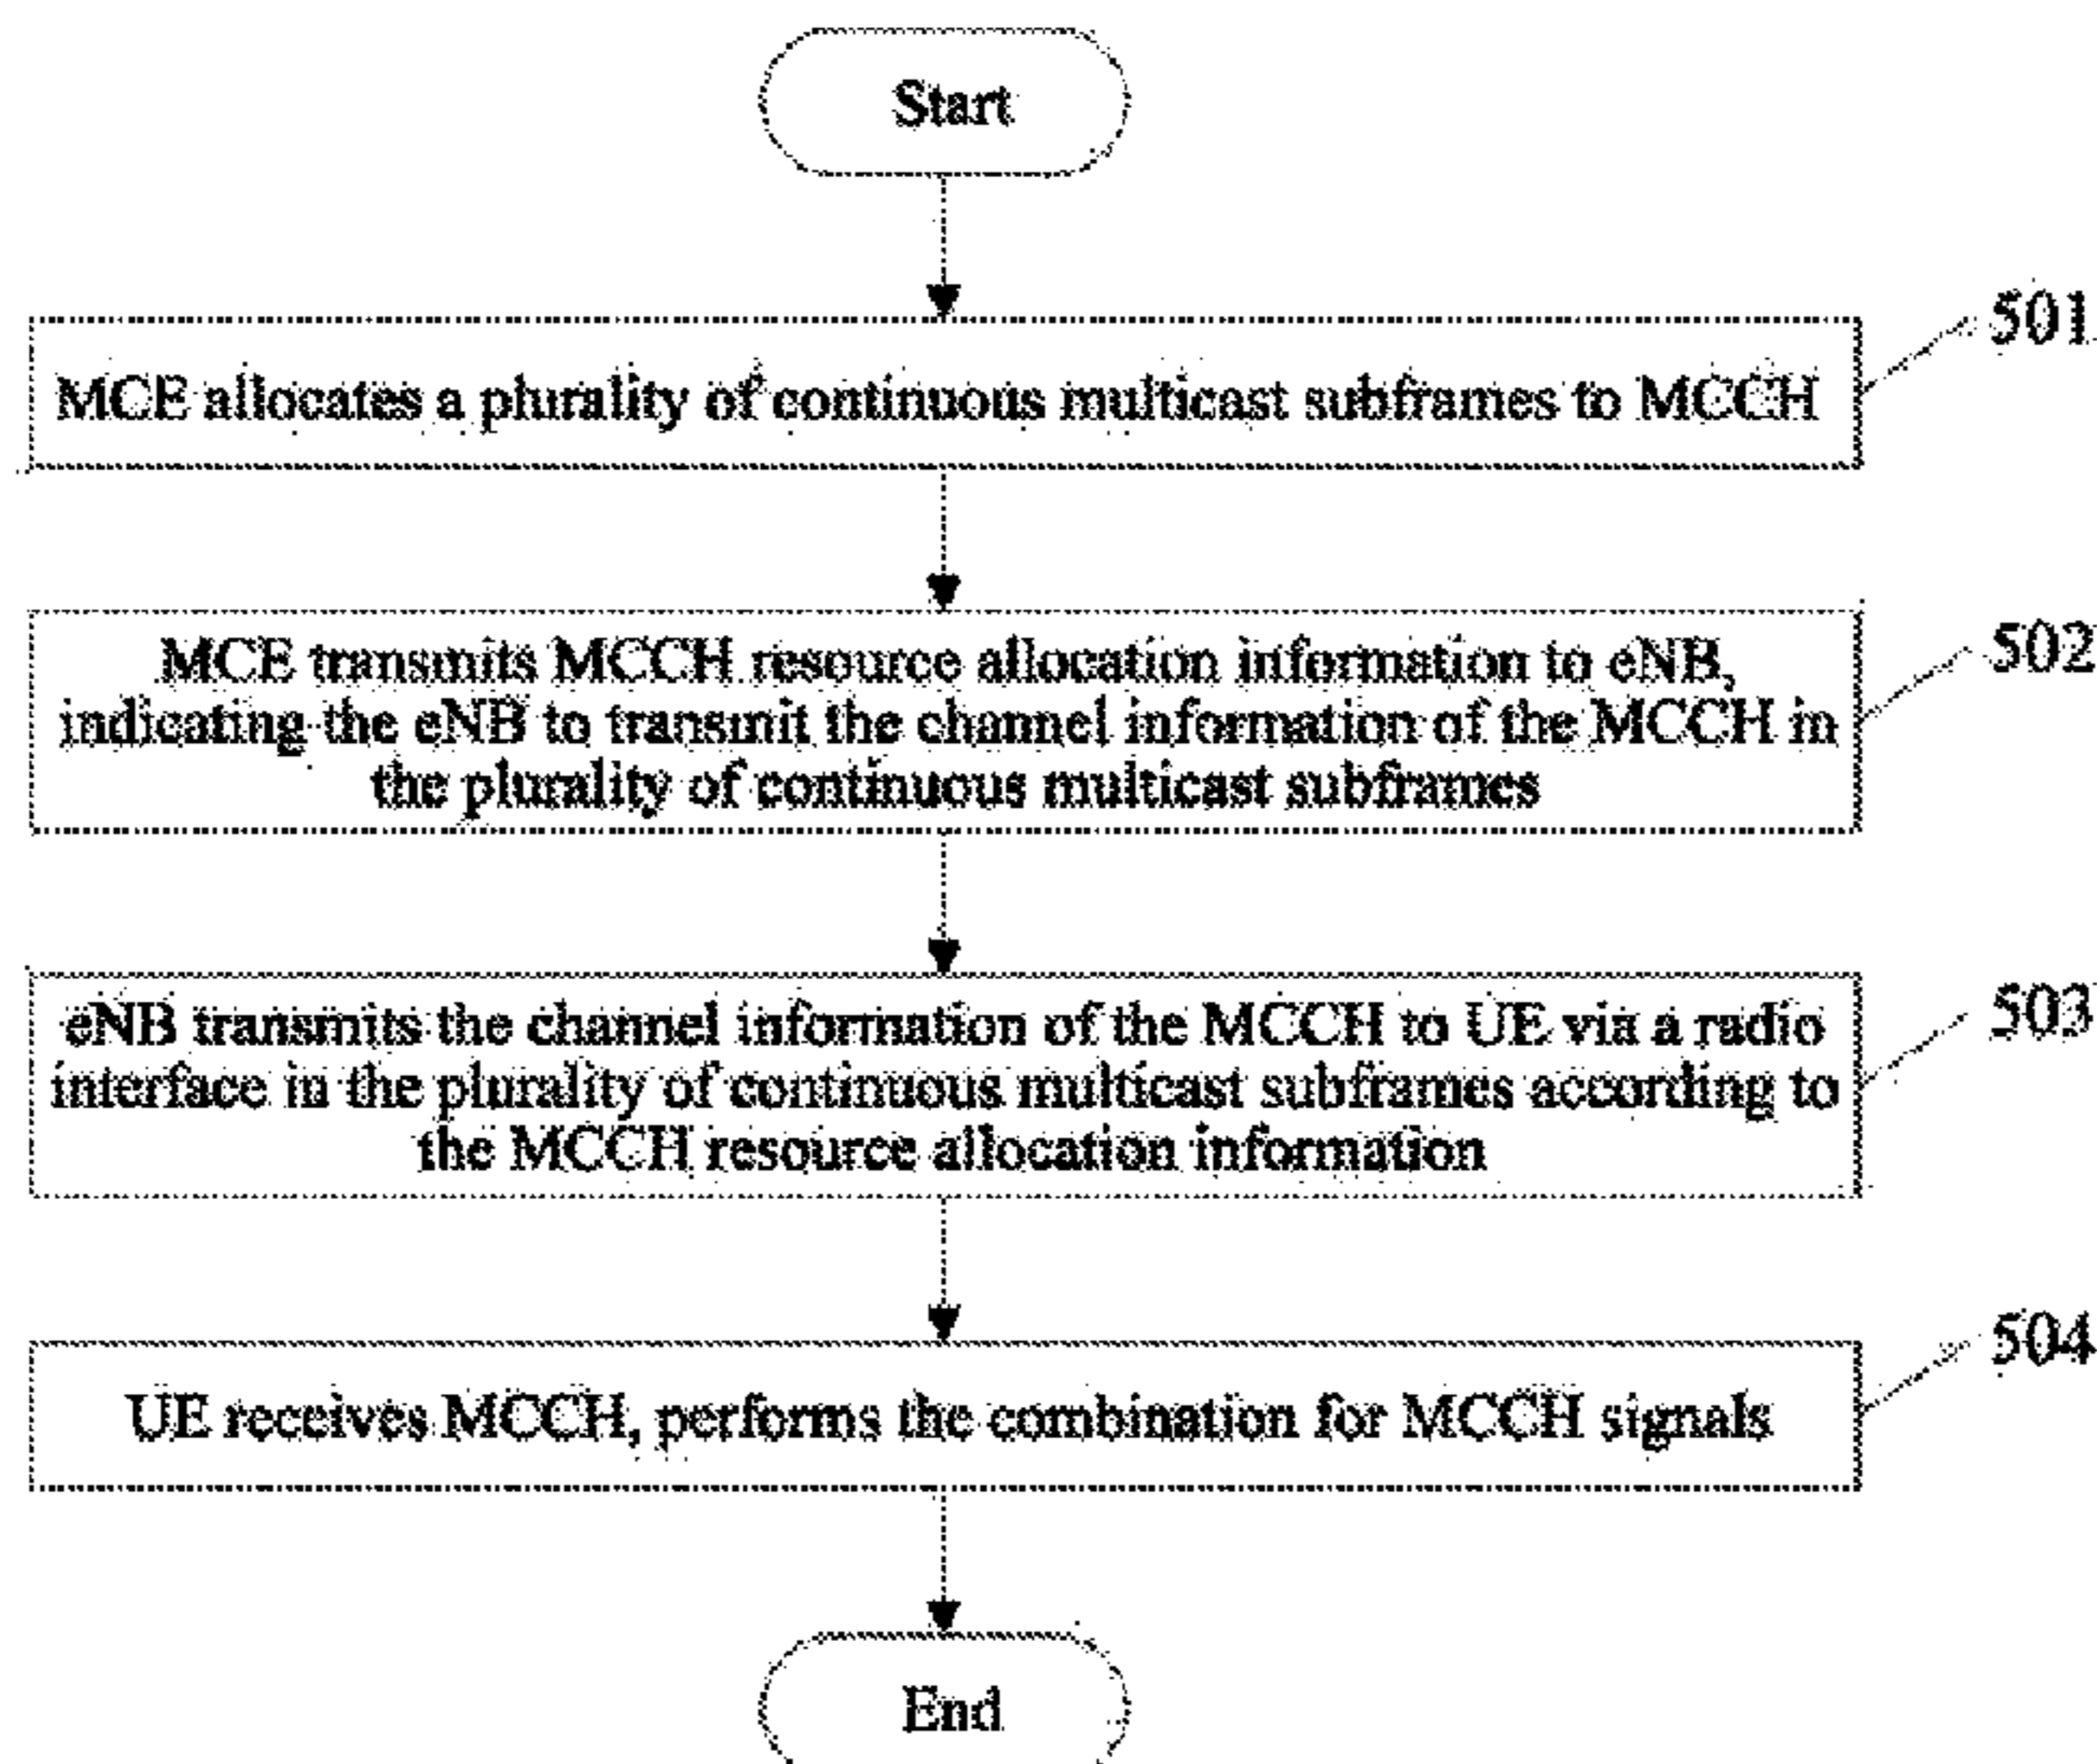 Start
501
MCE allocates a plurality of continuous multicast subframes to MCCH
502
MCE transmits MCCH resource allocation information to eNB,
indicating the eNB to transmit the channel information of the MCCH in
the plurality of continuous multicast subframes
503
eNB transmits the channel information of the MCCH to UE via a radio
interface in the plurality of continuous multicast subframes according to
the MCCH resource allocation information
504
UE receives MCCH, performs the combination for MCCH signals
End